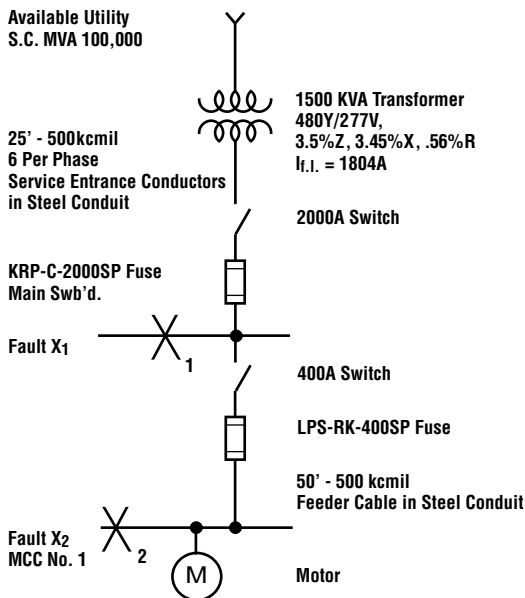 Available Utility
S.C. MVA 100,000
1500 KVA Transformer
480Y/277V,
3.5%Z, 3.45%X, .56%R
If.l. = 1804A
25' - 500kcmil
6 Per Phase
Service Entrance Conductors
in Steel Conduit
2000A Switch
KRP-C-2000SP Fuse
Main Swb'd.
Fault X1
1
400A Switch
LPS-RK-400SP Fuse
50' - 500 kcmil
Feeder Cable in Steel Conduit
Fault X2
MCC No. 1
2
M
Motor